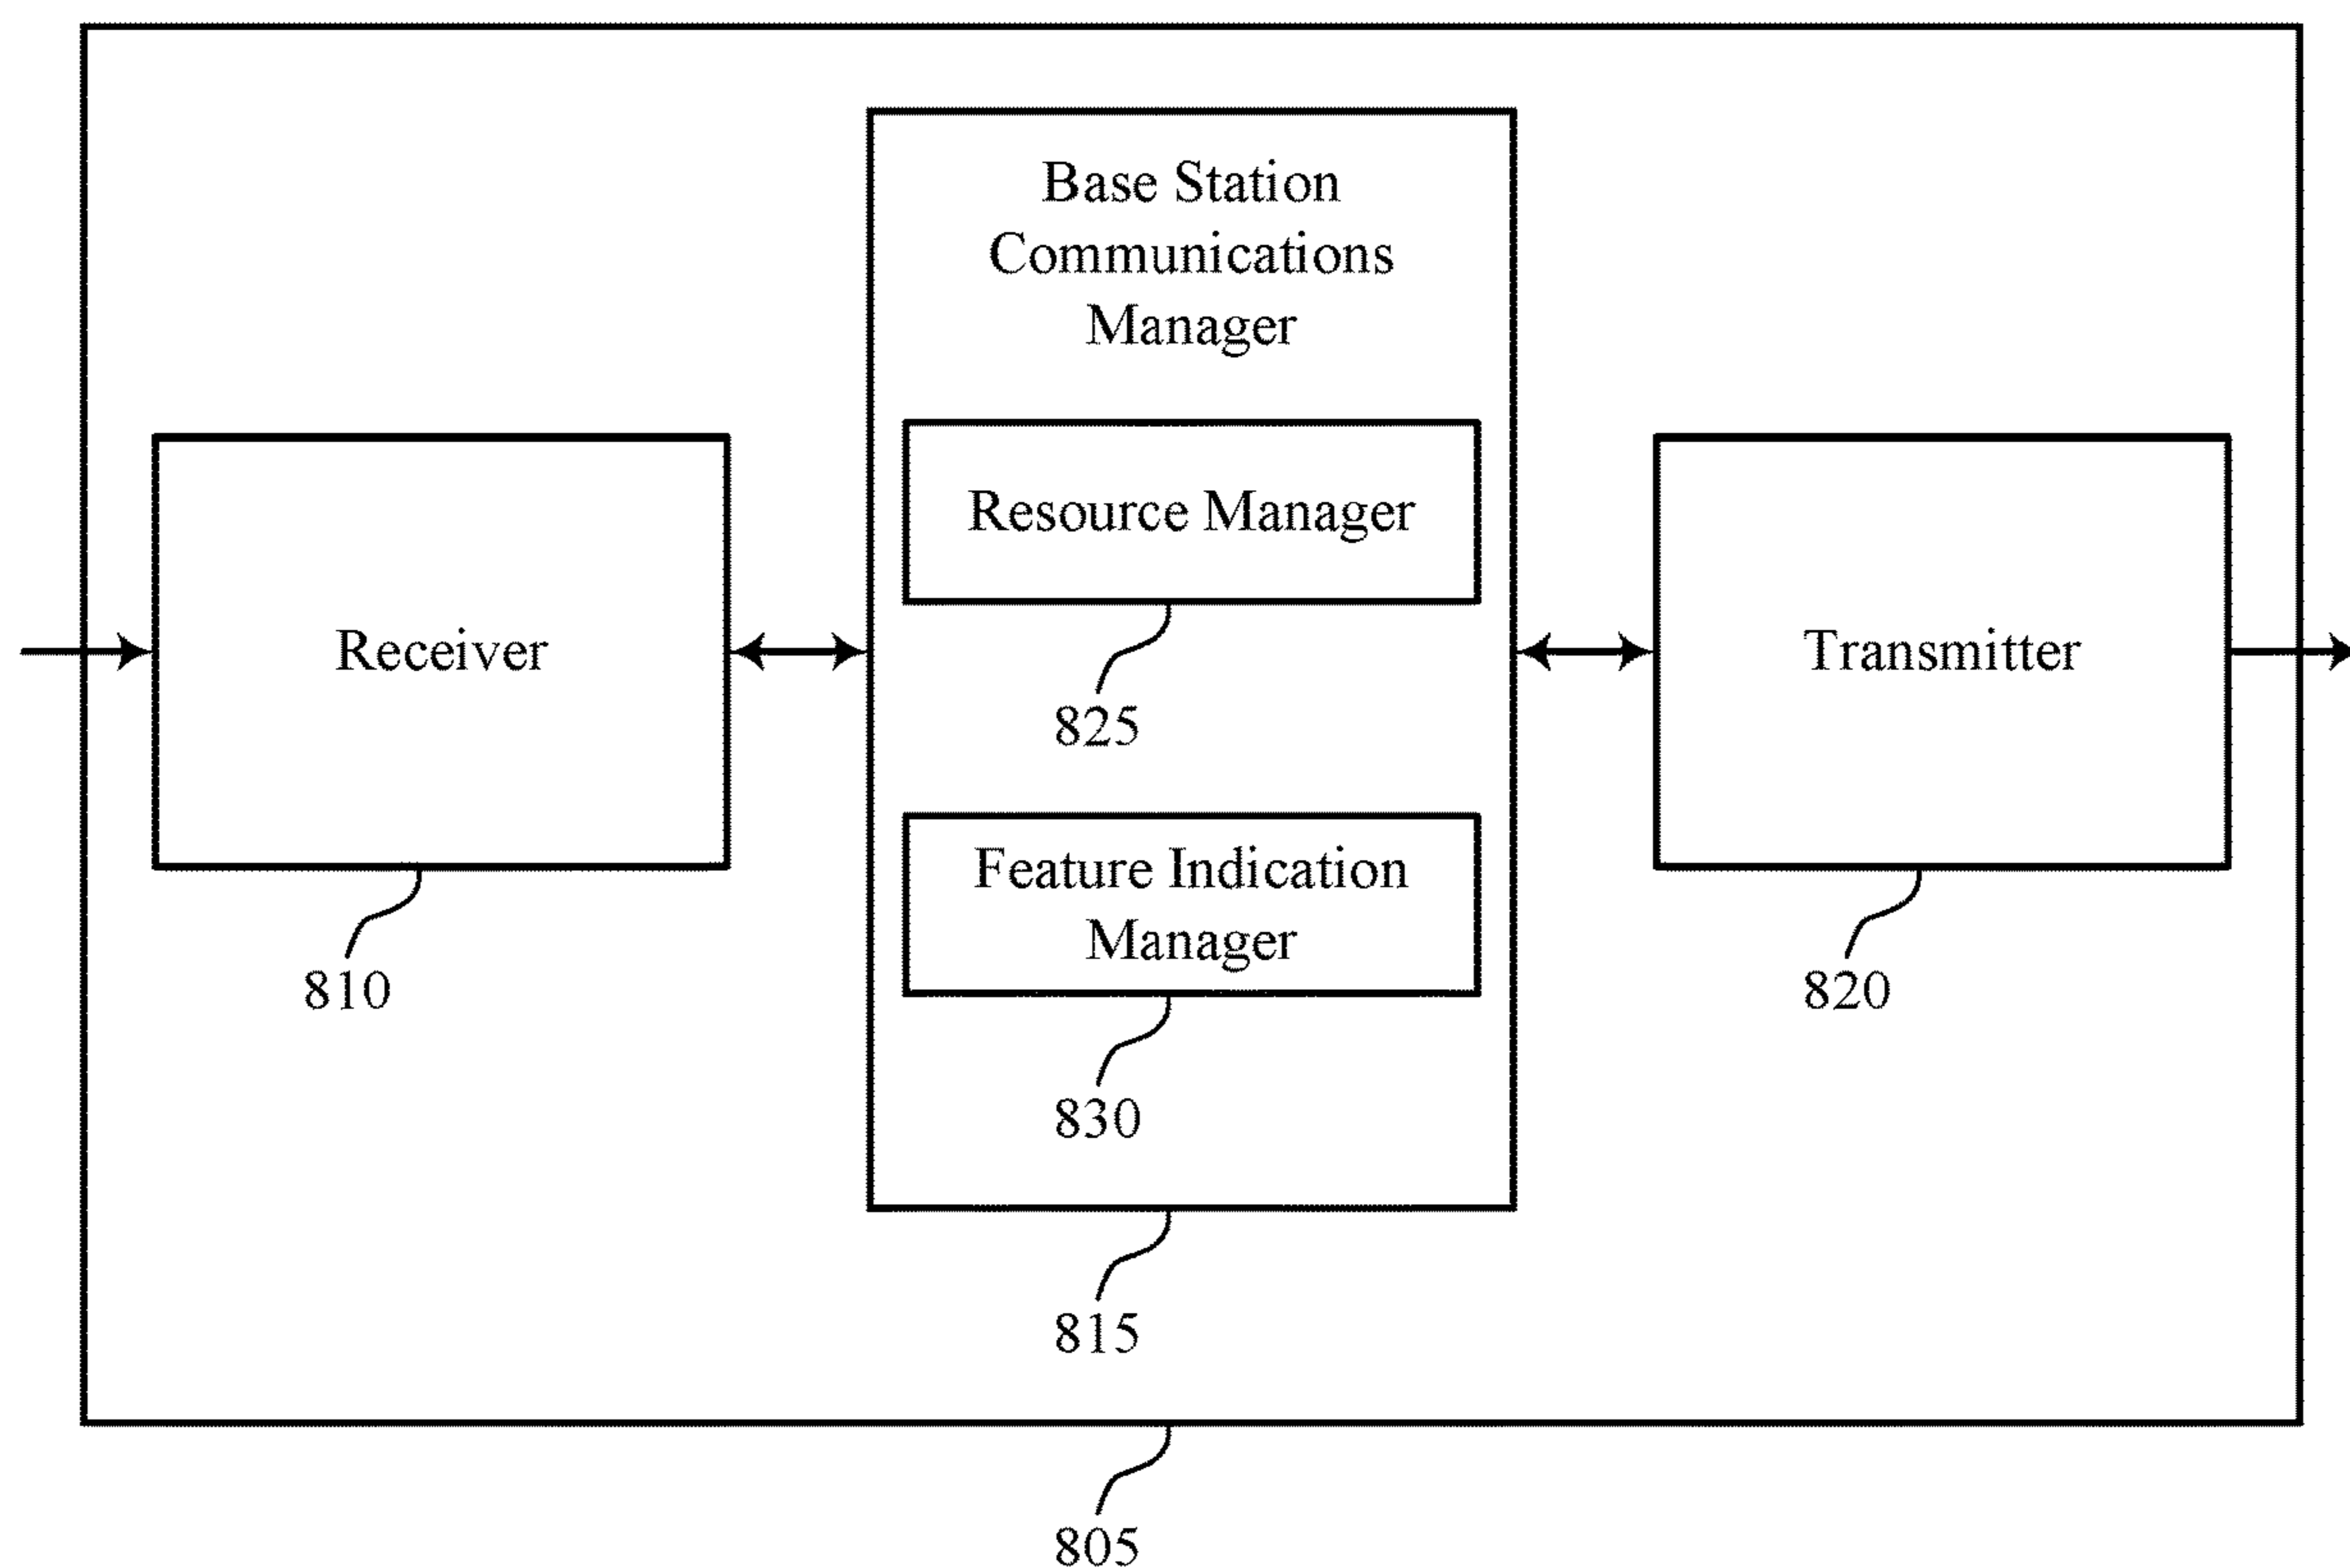 Base Station
Communications
Manager
Resource Manager
Receiver
Transmitter
825
Feature Indication
Manager
810
820
830
815
805